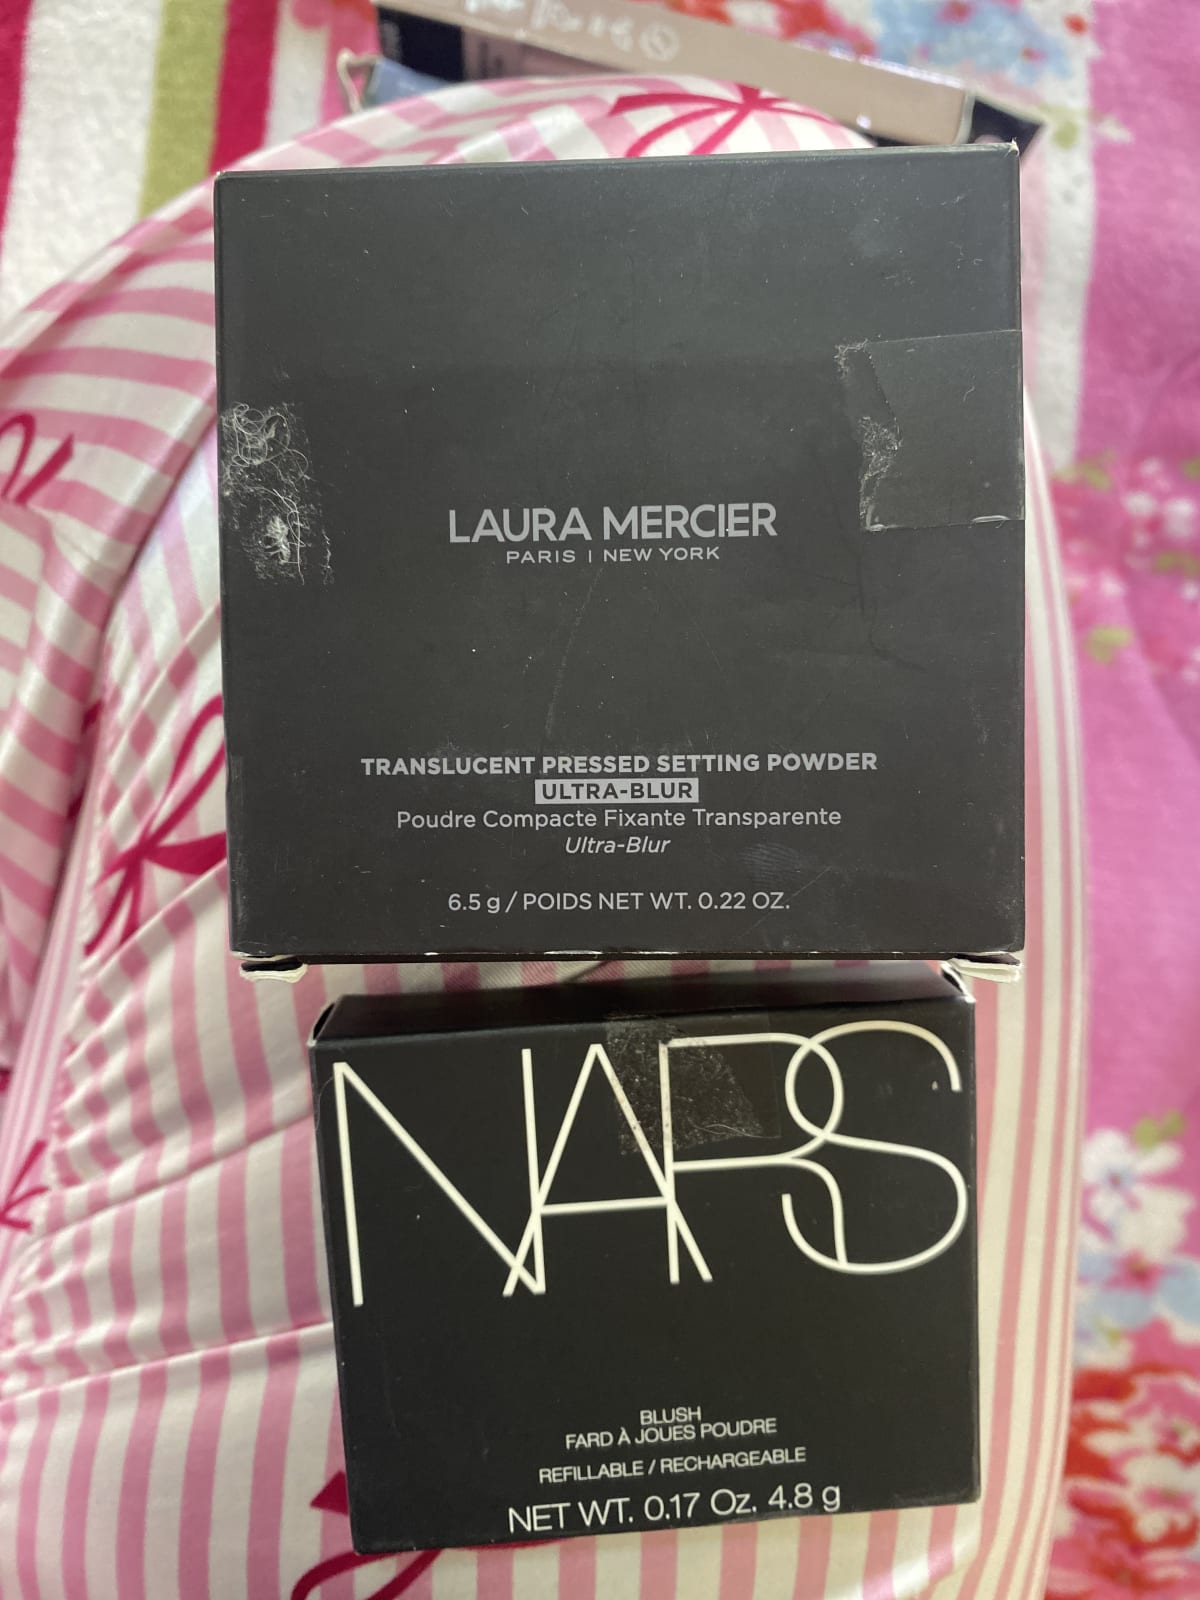 LAURA MERCIER
PARIS | NEW YORK
TRANSLUCENT PRESSED SETTING POWDER
ULTRA-BLUR
Poudre Compacte Fixante Transparente
Ultra-Blur
6.5 g / POIDS NET WT. 0.22 OZ.
NARS
BLUSH
FARD À JOUES POUDRE
REFILLABLE / RECHARGEABLE
NET WT. 0.17 Oz. 4.8 g